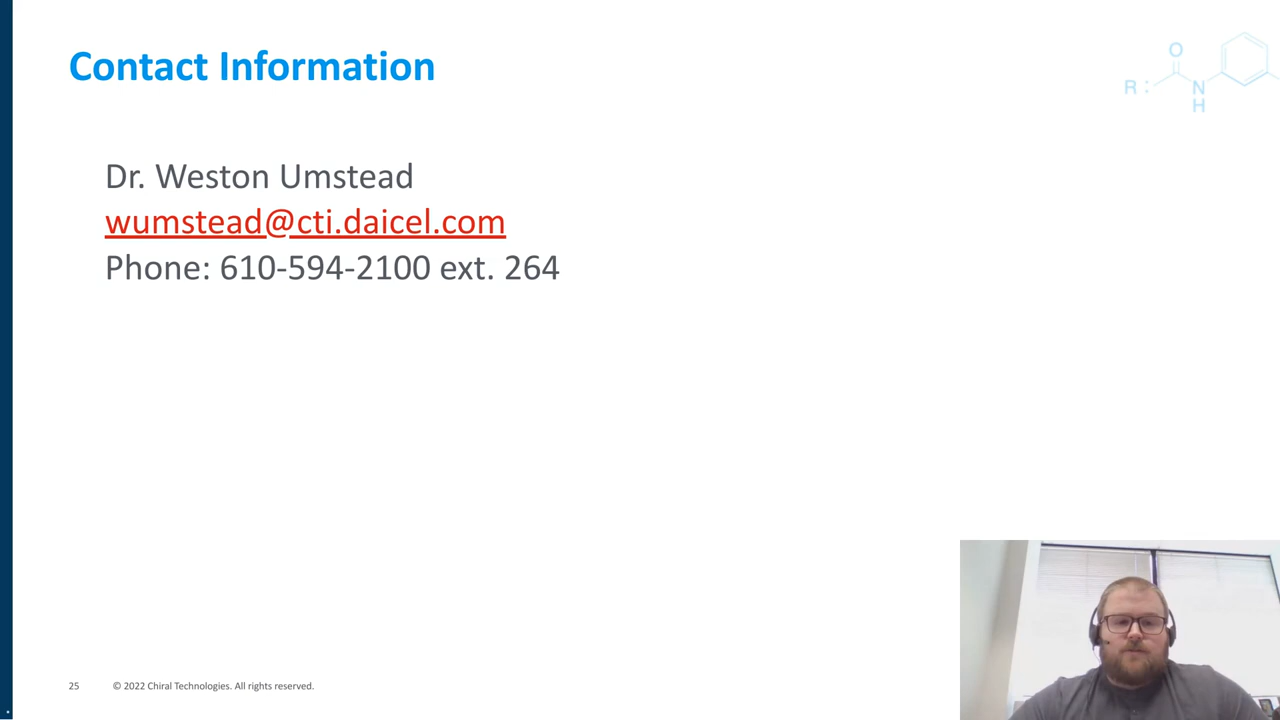 Contact Information
O
R :
N
H
Dr. Weston Umstead
wumstead@cti.daicel.com
Phone: 610-594-2100 ext. 264
25
© 2022 Chiral Technologies. All rights reserved.